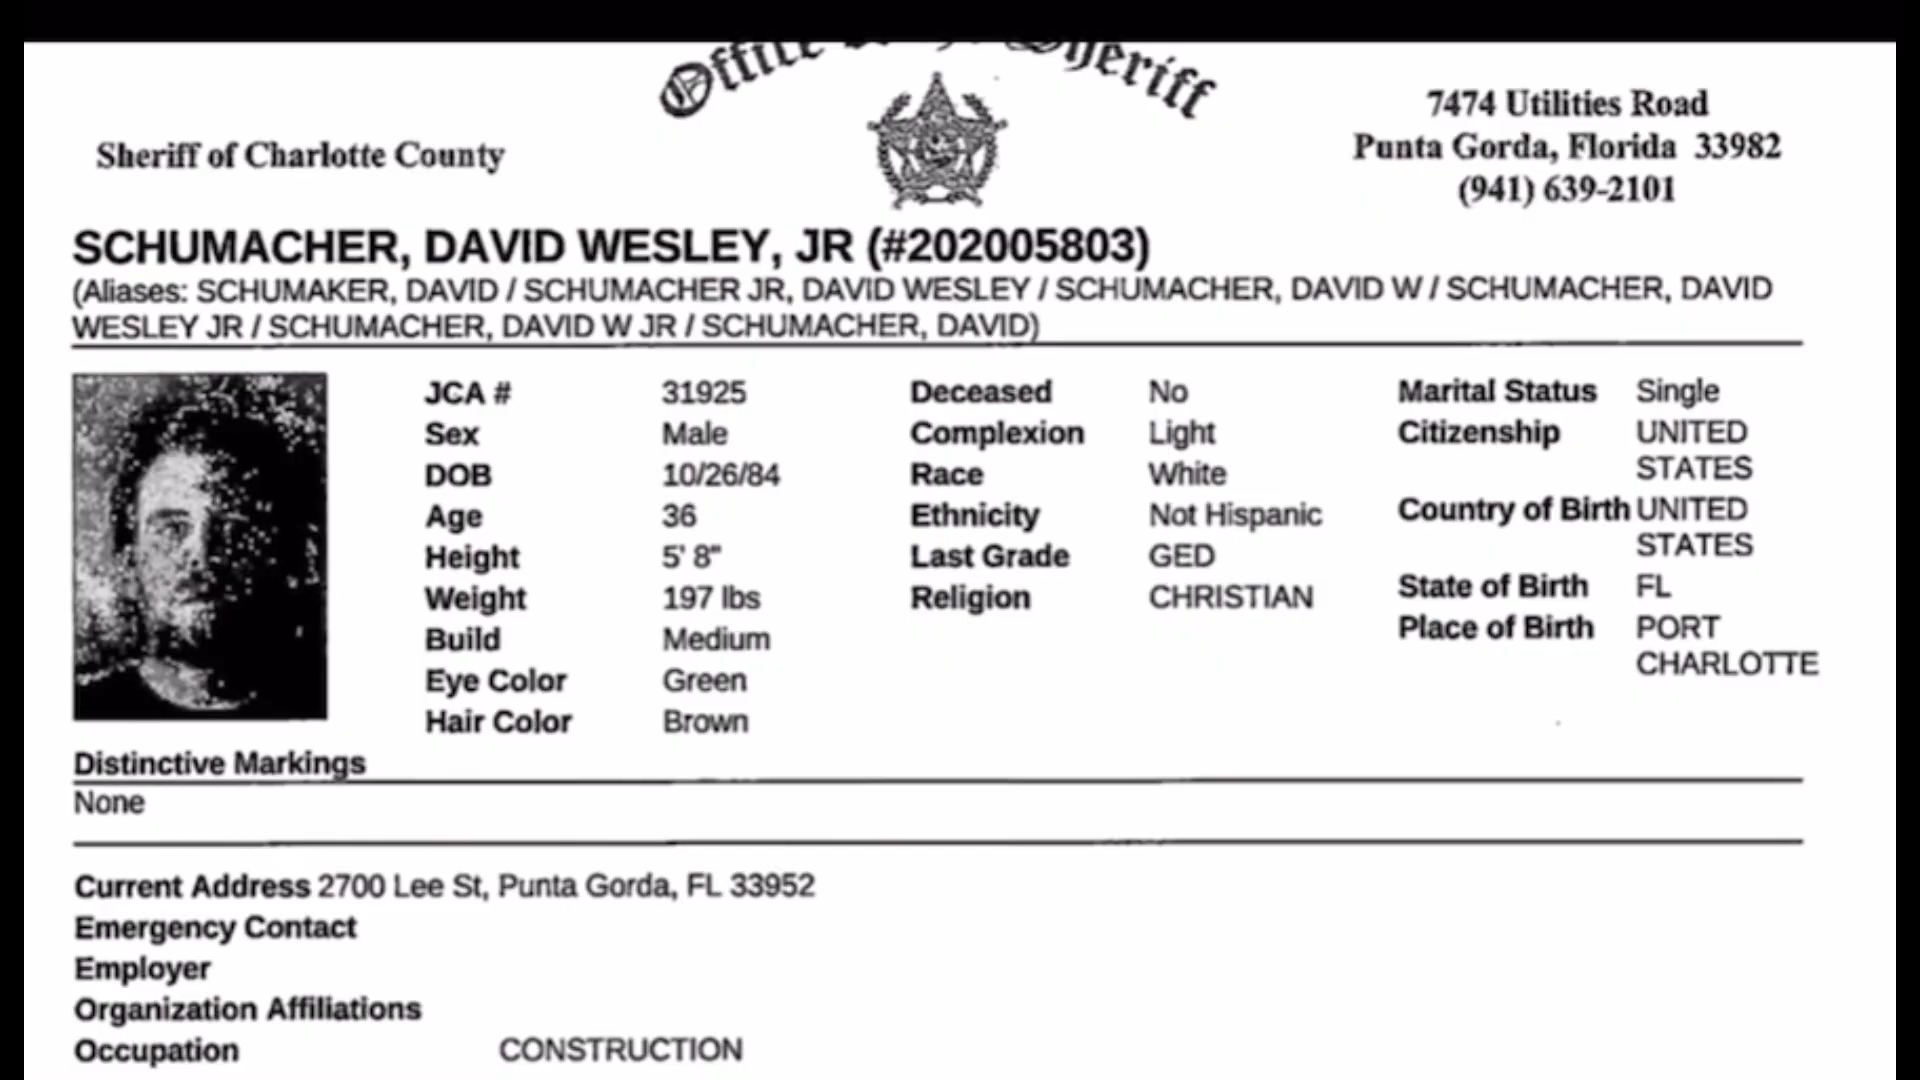 Office Sheriff
Sheriff of Charlotte County
7474 Utilities Road
Punta Gorda, Florida 33982
(941) 639-2101
SCHUMACHER, DAVID WESLEY, JR (#202005803)
(Aliases: SCHUMAKER, DAVID / SCHUMACHER JR, DAVID WESLEY / SCHUMACHER, DAVID W / SCHUMACHER, DAVID
WESLEY JR / SCHUMACHER, DAVID W JR / SCHUMACHER, DAVID)
JCA # 31925
Sex Male
DOB 10/26/84
Age 36
Height 5' 8"
Weight 197 lbs
Build Medium
Eye Color Green
Hair Color Brown
Deceased No
Complexion Light
Race White
Ethnicity Not Hispanic
Last Grade GED
Religion CHRISTIAN
Marital Status Single
Citizenship UNITED
STATES
Country of Birth UNITED
STATES
State of Birth FL
Place of Birth PORT
CHARLOTTE
Distinctive Markings
None
Current Address 2700 Lee St, Punta Gorda, FL 33952
Emergency Contact
Employer
Organization Affiliations
Occupation CONSTRUCTION